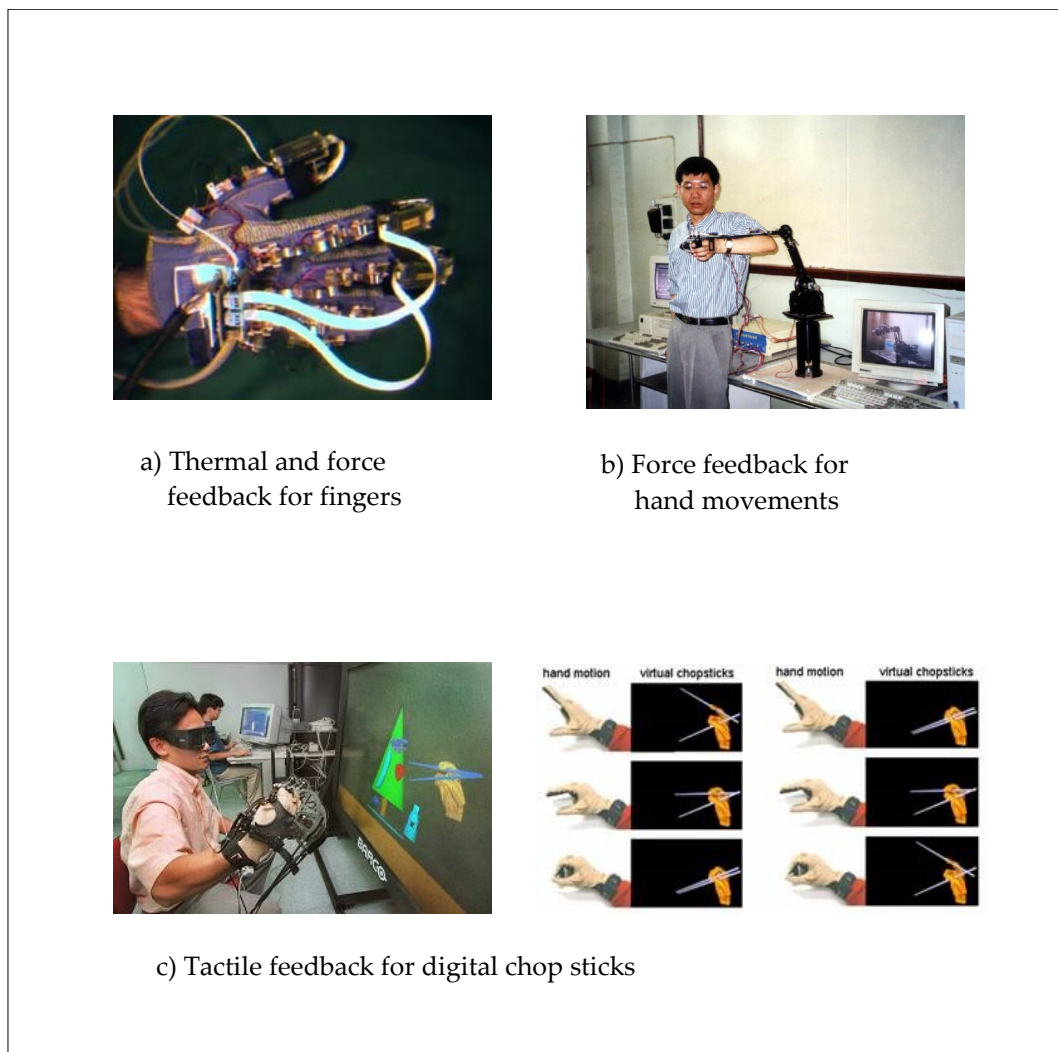 a) Thermal and force
feedback for fingers
b) Force feedback for
hand movements
BARCO
hand motion virtual chopsticks hand motion virtual chopsticks
c) Tactile feedback for digital chop sticks